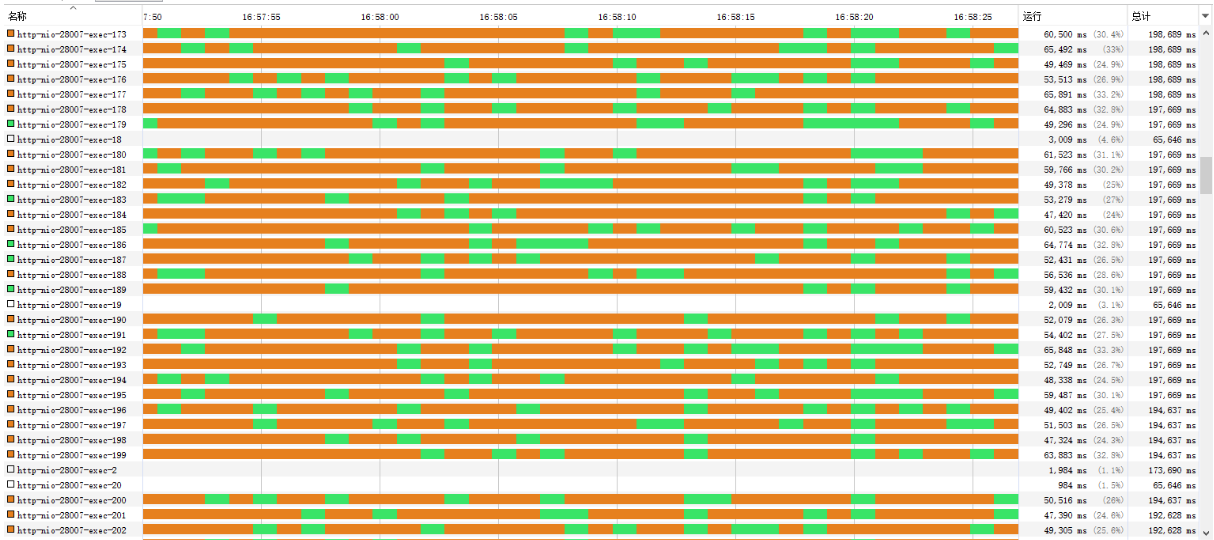 名称 7:50 16:57:55 16:58:00 16:58:05 16:58:10 16:58:15 16:58:20 16:58:25 运行 总计
http-nio-28007-exec-173 60,500 ms (30.4%) 198,689 ms
http-nio-28007-exec-174 65,492 ms (33%) 198,689 ms
http-nio-28007-exec-175 49,469 ms (24.9%) 198,689 ms
http-nio-28007-exec-176 53,513 ms (26.9%) 198,689 ms
http-nio-28007-exec-177 65,891 ms (33.2%) 198,689 ms
http-nio-28007-exec-178 64,883 ms (32.8%) 197,669 ms
http-nio-28007-exec-179 49,296 ms (24.9%) 197,669 ms
http-nio-28007-exec-18 3,009 ms (4.6%) 65,646 ms
http-nio-28007-exec-180 61,523 ms (31.1%) 197,669 ms
http-nio-28007-exec-181 59,766 ms (30.2%) 197,669 ms
http-nio-28007-exec-182 49,378 ms (25%) 197,669 ms
http-nio-28007-exec-183 53,279 ms (27%) 197,669 ms
http-nio-28007-exec-184 47,420 ms (24%) 197,669 ms
http-nio-28007-exec-185 60,523 ms (30.6%) 197,669 ms
http-nio-28007-exec-186 64,774 ms (32.8%) 197,669 ms
http-nio-28007-exec-187 52,431 ms (26.5%) 197,669 ms
http-nio-28007-exec-188 56,536 ms (28.6%) 197,669 ms
http-nio-28007-exec-189 59,432 ms (30.1%) 197,669 ms
http-nio-28007-exec-19 2,009 ms (3.1%) 65,646 ms
http-nio-28007-exec-190 52,079 ms (26.3%) 197,669 ms
http-nio-28007-exec-191 54,402 ms (27.5%) 197,669 ms
http-nio-28007-exec-192 65,848 ms (33.3%) 197,669 ms
http-nio-28007-exec-193 52,749 ms (26.7%) 197,669 ms
http-nio-28007-exec-194 48,338 ms (24.5%) 197,669 ms
http-nio-28007-exec-195 59,487 ms (30.1%) 197,669 ms
http-nio-28007-exec-196 49,402 ms (25.4%) 194,637 ms
http-nio-28007-exec-197 51,503 ms (26.5%) 194,637 ms
http-nio-28007-exec-198 47,324 ms (24.3%) 194,637 ms
http-nio-28007-exec-199 63,883 ms (32.8%) 194,637 ms
http-nio-28007-exec-2 1,984 ms (1.1%) 173,690 ms
http-nio-28007-exec-20 984 ms (1.5%) 65,646 ms
http-nio-28007-exec-200 50,516 ms (26%) 194,637 ms
http-nio-28007-exec-201 47,390 ms (24.6%) 192,628 ms
http-nio-28007-exec-202 49,305 ms (25.6%) 192,628 ms